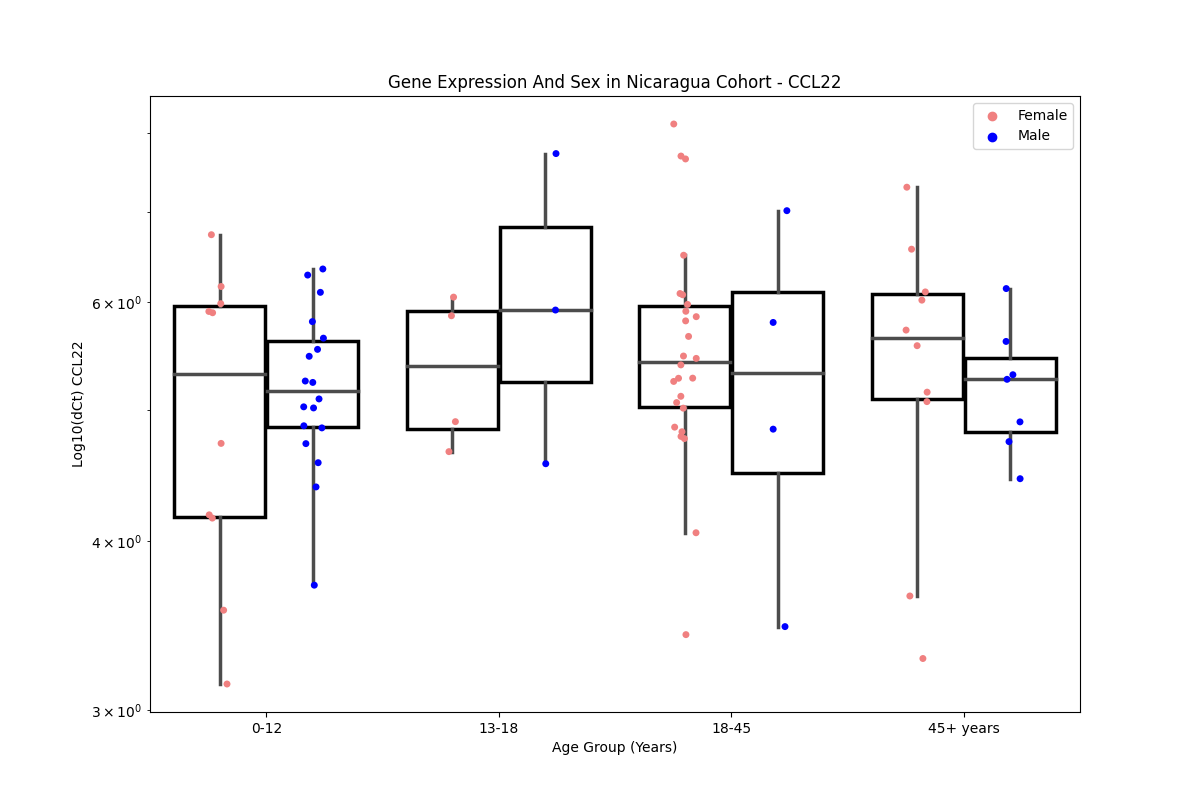 Gene Expression And Sex in Nicaragua Cohort - CCL22
Female
Male
Log10(dCt) CCL22
6 × 10⁰
4 × 10⁰
3 × 10⁰
0-12
13-18
18-45
45+ years
Age Group (Years)